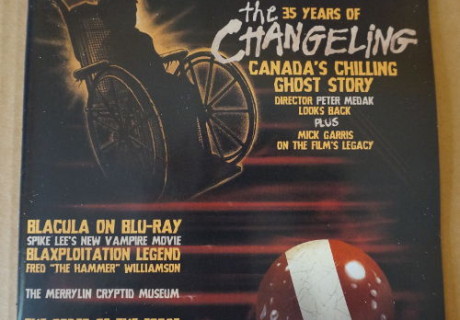 35 YEARS OF
the
CHANGELING
CANADA'S CHILLING
GHOST STORY
DIRECTOR PETER MEDAK
LOOKS BACK
PLUS
MICK GARRIS
ON THE FILM'S LEGACY
BLACULA ON BLU-RAY
SPIKE LEE'S NEW VAMPIRE MOVIE
BLAXPLOITATION LEGEND
FRED "THE HAMMER" WILLIAMSON
THE MERRYLIN CRYPTID MUSEUM